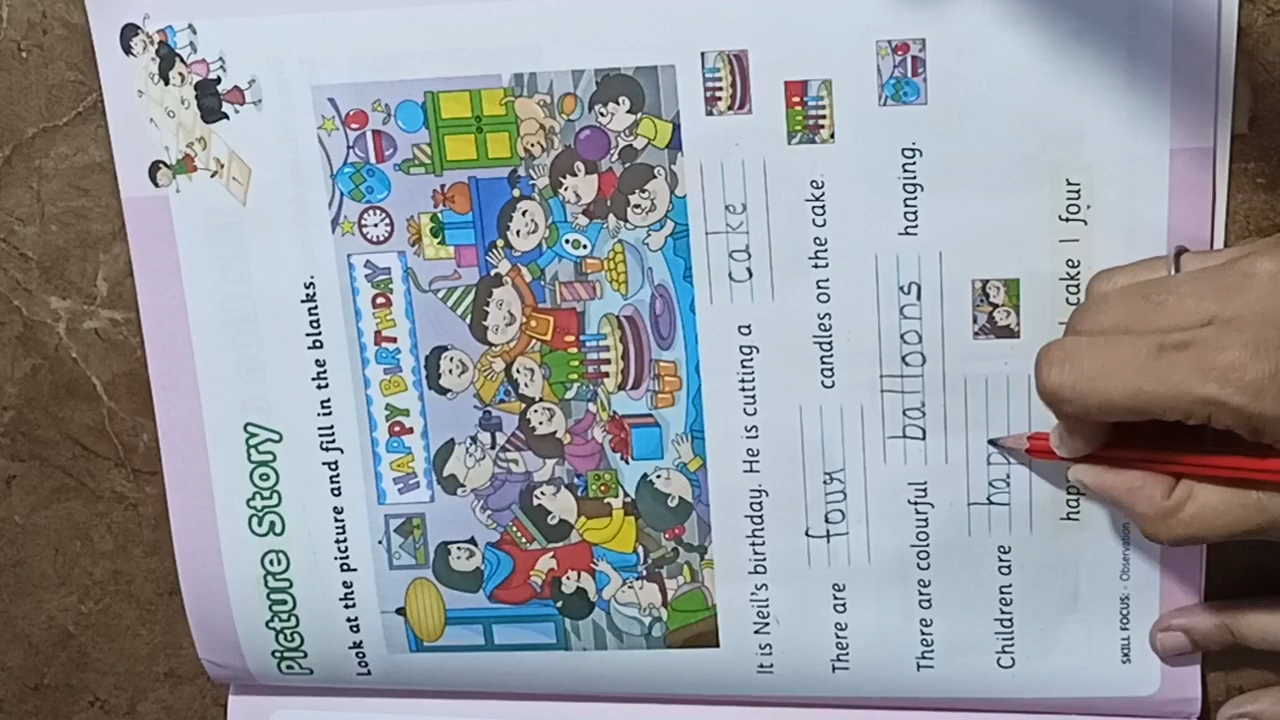 Picture Story
Look at the picture and fill in the blanks.
HAPPY BIRTHDAY
It is Neil's birthday. He is cutting a cake
There are four candles on the cake.
There are colourful balloons hanging.
Children are hap
cake | four
SKILL FOCUS: • Observation